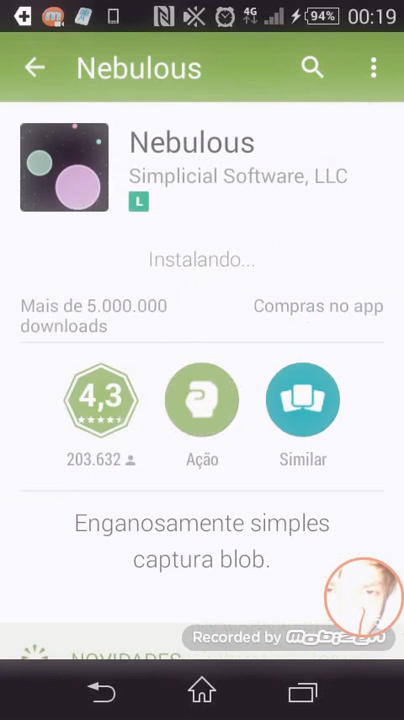 4G 94% 00:19
Nebulous
Nebulous
Simplicial Software, LLC
L
Instalando...
Mais de 5.000.000 Compras no app
downloads
4,3
203.632 Ação Similar
Enganosamente simples
captura blob.
Recorded by mobizen
NOVIDADES